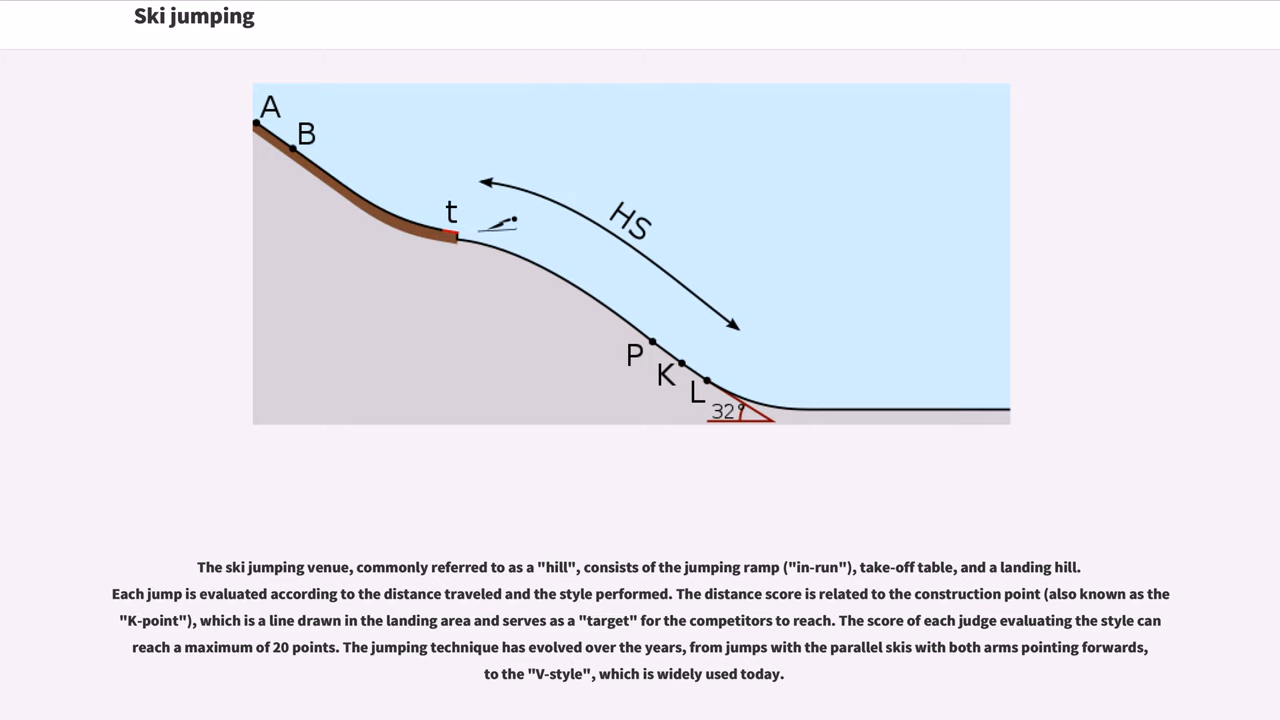 Ski jumping
A
B
t
HS
P
K
L
32°
The ski jumping venue, commonly referred to as a "hill", consists of the jumping ramp ("in-run"), take-off table, and a landing hill.
Each jump is evaluated according to the distance traveled and the style performed. The distance score is related to the construction point (also known as the
"K-point"), which is a line drawn in the landing area and serves as a "target" for the competitors to reach. The score of each judge evaluating the style can
reach a maximum of 20 points. The jumping technique has evolved over the years, from jumps with the parallel skis with both arms pointing forwards,
to the "V-style", which is widely used today.